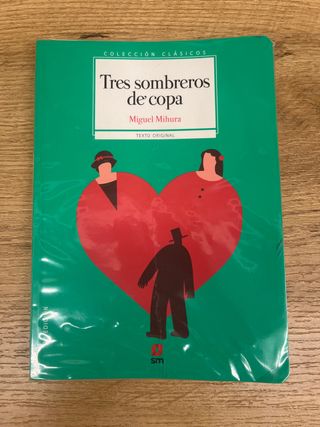 COLECCIÓN CLÁSICOS
Tres sombreros
de copa
Miguel Mihura
TEXTO ORIGINAL
sm